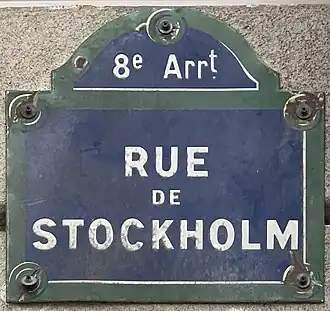 8e Arrt
RUE
DE
STOCKHOLM